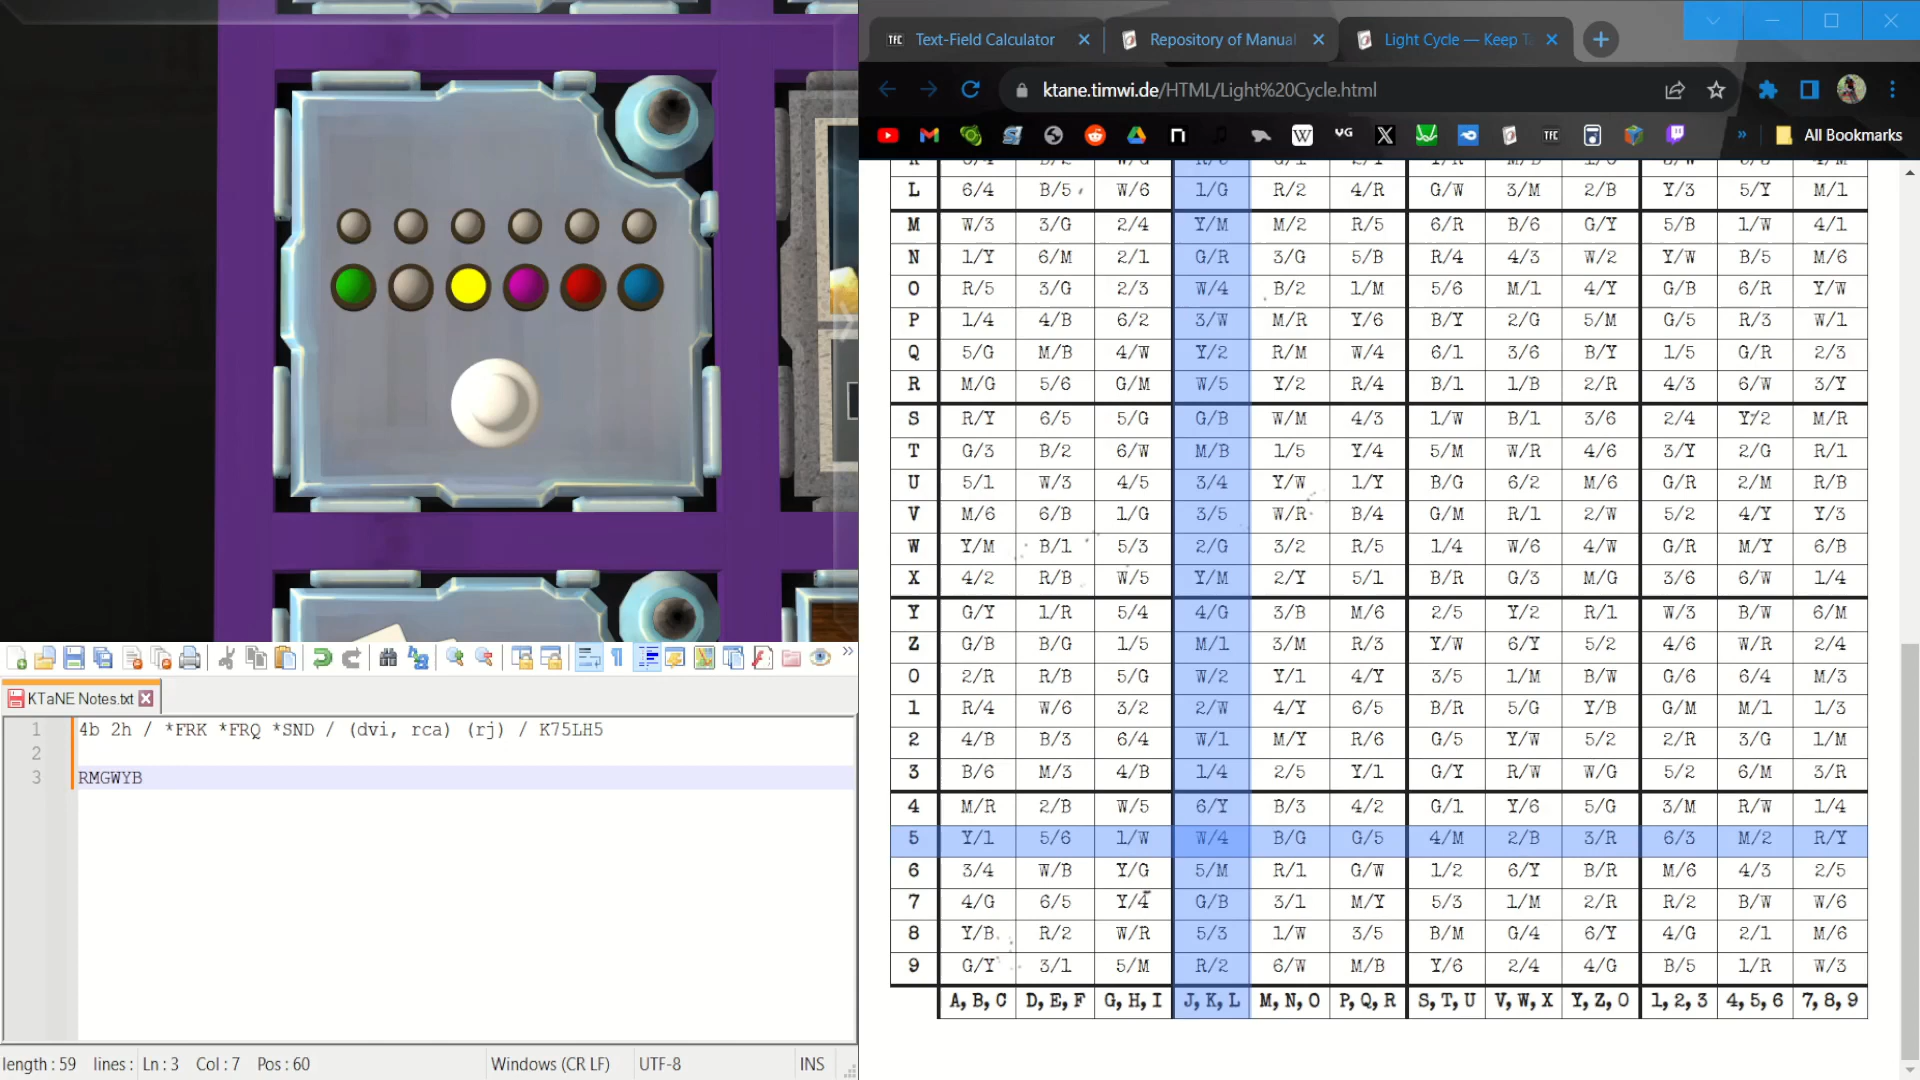 Text-Field Calculator
Repository of Manual
Light Cycle — Keep Ta
ktane.timwi.de/HTML/Light%20Cycle.html
All Bookmarks
L 6/4 B/5 W/6 1/G R/2 4/R G/W 3/M 2/B Y/3 5/Y M/1
M W/3 3/G 2/4 Y/M M/2 R/5 6/R B/6 G/Y 5/B 1/W 4/1
N 1/Y 6/M 2/1 G/R 3/G 5/B R/4 4/3 W/2 Y/W B/5 M/6
O R/5 3/G 2/3 W/4 B/2 1/M 5/6 M/1 4/Y G/B 6/R Y/W
P 1/4 4/B 6/2 3/W M/R Y/6 B/Y 2/G 5/M G/5 R/3 W/1
Q 5/G M/B 4/W Y/2 R/M W/4 6/1 3/6 B/Y 1/5 G/R 2/3
R M/G 5/6 G/M W/5 Y/2 R/4 B/1 1/B 2/R 4/3 6/W 3/Y
S R/Y 6/5 5/G G/B W/M 4/3 1/W B/1 3/6 2/4 Y/2 M/R
T G/3 B/2 6/W M/B 1/5 Y/4 5/M W/R 4/6 3/Y 2/G R/1
U 5/1 W/3 4/5 3/4 Y/W 1/Y B/G 6/2 M/6 G/R 2/M R/B
V M/6 6/B 1/G 3/5 W/R B/4 G/M R/1 2/W 5/2 4/Y Y/3
W Y/M B/1 5/3 2/G 3/2 R/5 1/4 W/6 4/W G/R M/Y 6/B
X 4/2 R/B W/5 Y/M 2/Y 5/1 B/R G/3 M/G 3/6 6/W 1/4
Y G/Y 1/R 5/4 4/G 3/B M/6 2/5 Y/2 R/1 W/3 B/W 6/M
Z G/B B/G 1/5 M/1 3/M R/3 Y/W 6/Y 5/2 4/6 W/R 2/4
0 2/R R/B 5/G W/2 Y/1 4/Y 3/5 1/M B/W G/6 6/4 M/3
1 R/4 W/6 3/2 2/W 4/Y 6/5 B/R 5/G Y/B G/M M/1 1/3
2 4/B B/3 6/4 W/1 M/Y R/6 G/5 Y/W 5/2 2/R 3/G 1/M
3 B/6 M/3 4/B 1/4 2/5 Y/1 G/Y R/W W/G 5/2 6/M 3/R
4 M/R 2/B W/5 6/Y B/3 4/2 G/1 Y/6 5/G 3/M R/W 1/4
5 Y/1 5/6 1/W W/4 B/G G/5 4/M 2/B 3/R 6/3 M/2 R/Y
6 3/4 W/B Y/G 5/M R/1 G/W 1/2 6/Y B/R M/6 4/3 2/5
7 4/G 6/5 Y/4 G/B 3/1 M/Y 5/3 1/M 2/R R/2 B/W W/6
8 Y/B R/2 W/R 5/3 1/W 3/5 B/M G/4 6/Y 4/G 2/1 M/6
9 G/Y 3/1 5/M R/2 6/W M/B Y/6 2/4 4/G B/5 1/R W/3
A, B, C D, E, F G, H, I J, K, L M, N, O P, Q, R S, T, U V, W, X Y, Z, 0 1, 2, 3 4, 5, 6 7, 8, 9
KTaNE Notes.txt
1 4b 2h / *FRK *FRQ *SND / (dvi, rca) (rj) / K75LH5
2
3 RMGWYB
length : 59 lines : Ln : 3 Col : 7 Pos : 60 Windows (CR LF) UTF-8 INS